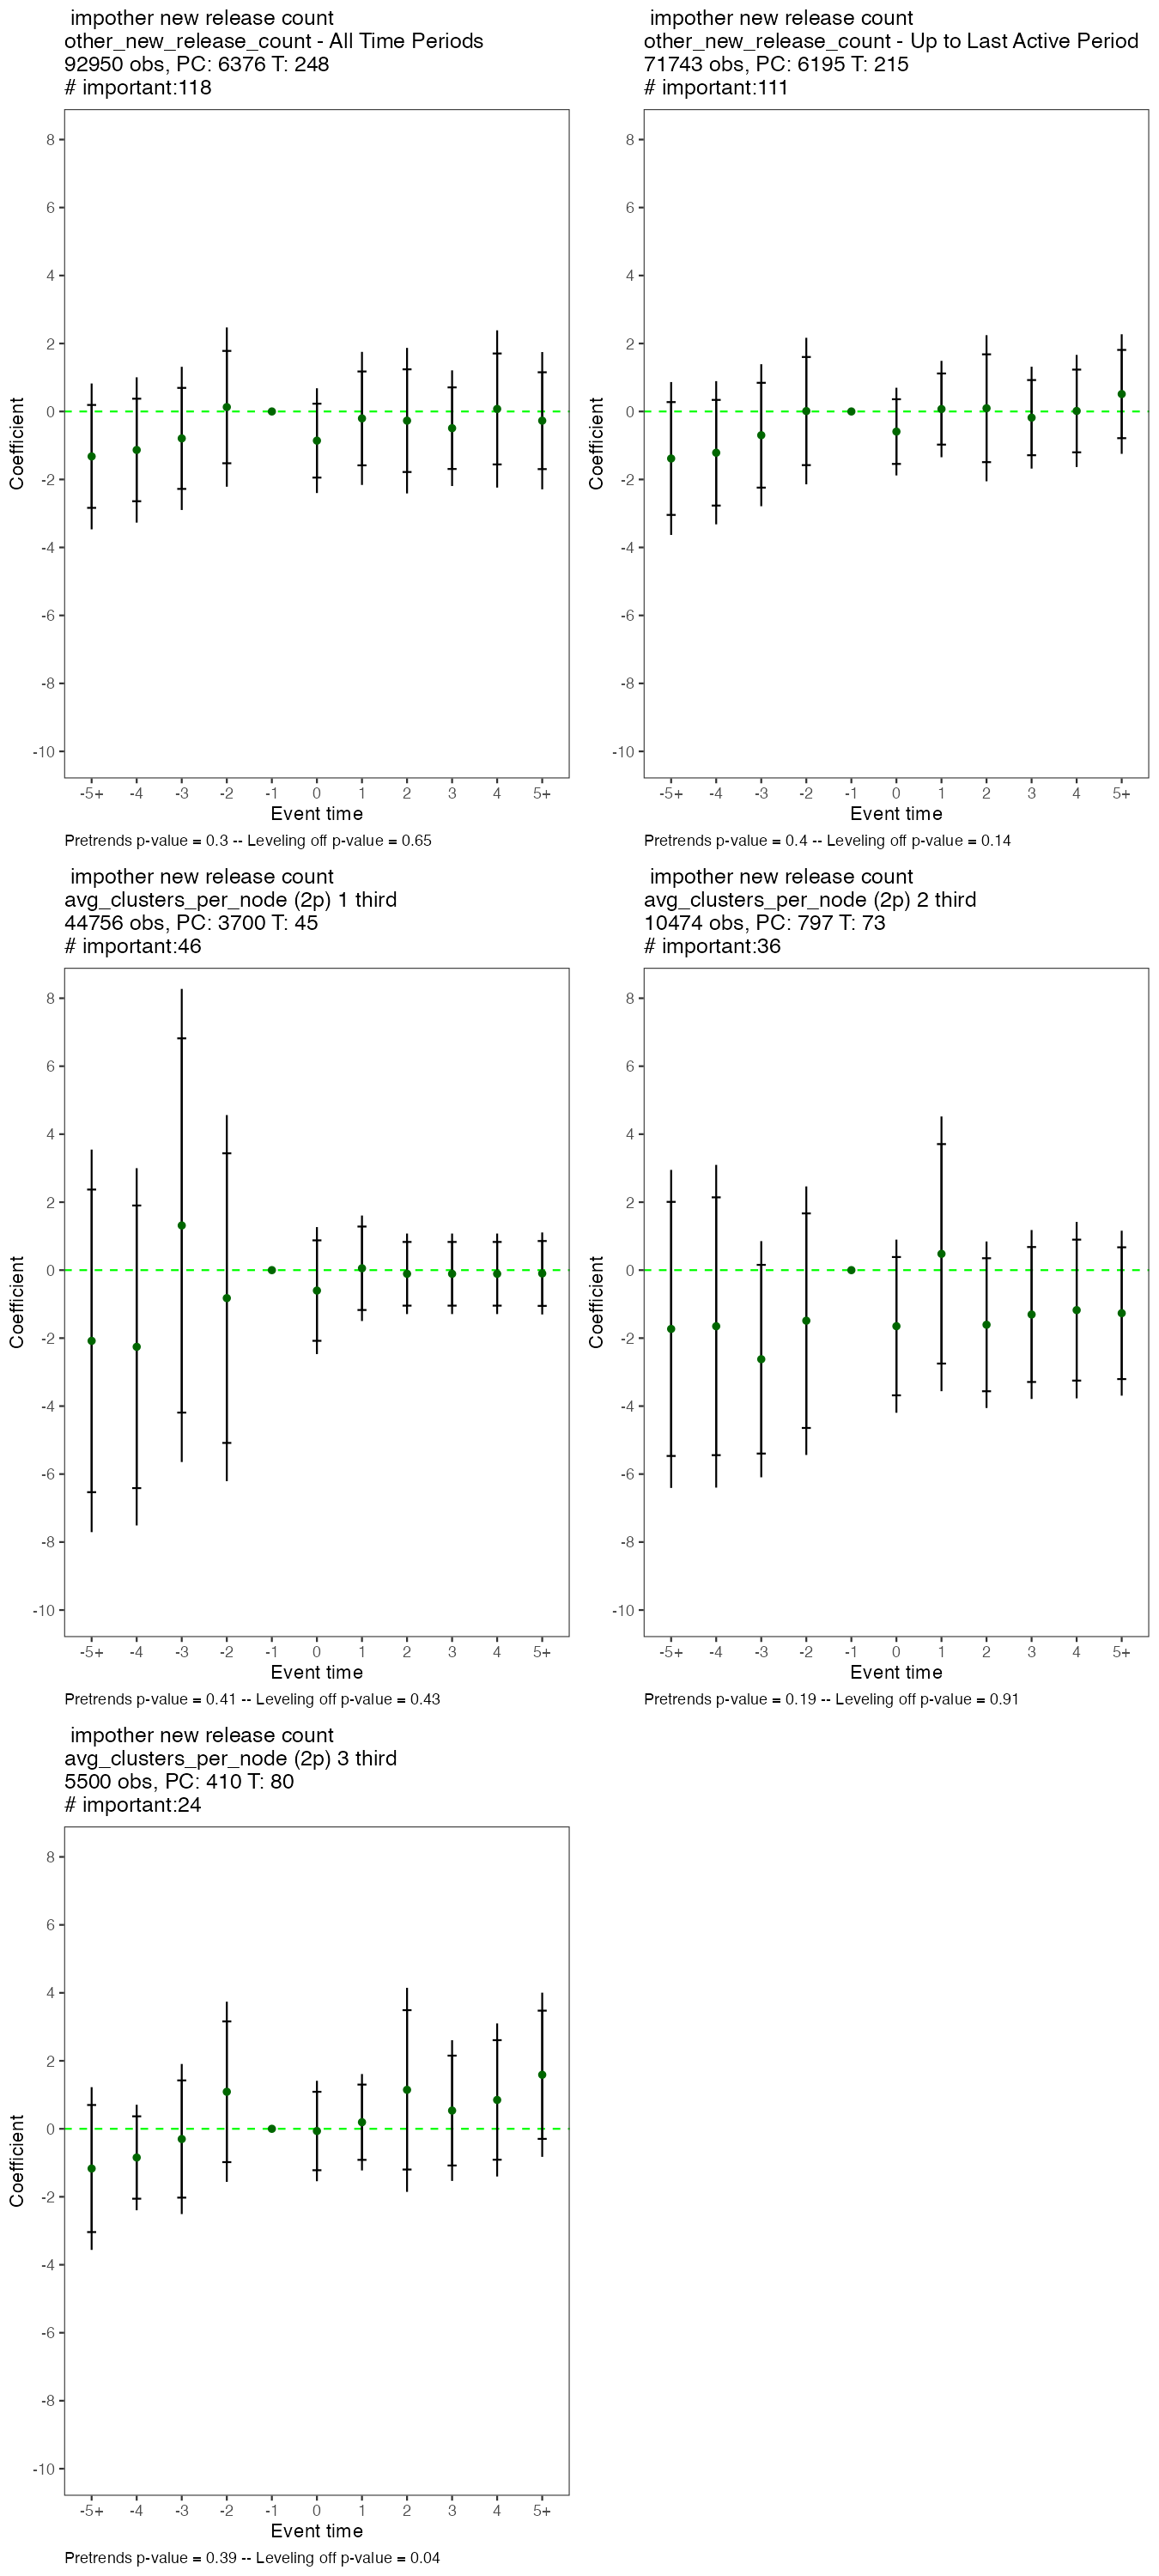 impother new release count
other_new_release_count - All Time Periods
92950 obs, PC: 6376 T: 248
# important:118
8
6
4
2
0
-2
-4
-6
-8
-10
Coefficient
-5+ -4 -3 -2 -1 0 1 2 3 4 5+
Event time
Pretrends p-value = 0.3 -- Leveling off p-value = 0.65
impother new release count
other_new_release_count - Up to Last Active Period
71743 obs, PC: 6195 T: 215
# important:111
8
6
4
2
0
-2
-4
-6
-8
-10
Coefficient
-5+ -4 -3 -2 -1 0 1 2 3 4 5+
Event time
Pretrends p-value = 0.4 -- Leveling off p-value = 0.14
impother new release count
avg_clusters_per_node (2p) 1 third
44756 obs, PC: 3700 T: 45
# important:46
8
6
4
2
0
-2
-4
-6
-8
-10
Coefficient
-5+ -4 -3 -2 -1 0 1 2 3 4 5+
Event time
Pretrends p-value = 0.41 -- Leveling off p-value = 0.43
impother new release count
avg_clusters_per_node (2p) 2 third
10474 obs, PC: 797 T: 73
# important:36
8
6
4
2
0
-2
-4
-6
-8
-10
Coefficient
-5+ -4 -3 -2 -1 0 1 2 3 4 5+
Event time
Pretrends p-value = 0.19 -- Leveling off p-value = 0.91
impother new release count
avg_clusters_per_node (2p) 3 third
5500 obs, PC: 410 T: 80
# important:24
8
6
4
2
0
-2
-4
-6
-8
-10
Coefficient
-5+ -4 -3 -2 -1 0 1 2 3 4 5+
Event time
Pretrends p-value = 0.39 -- Leveling off p-value = 0.04